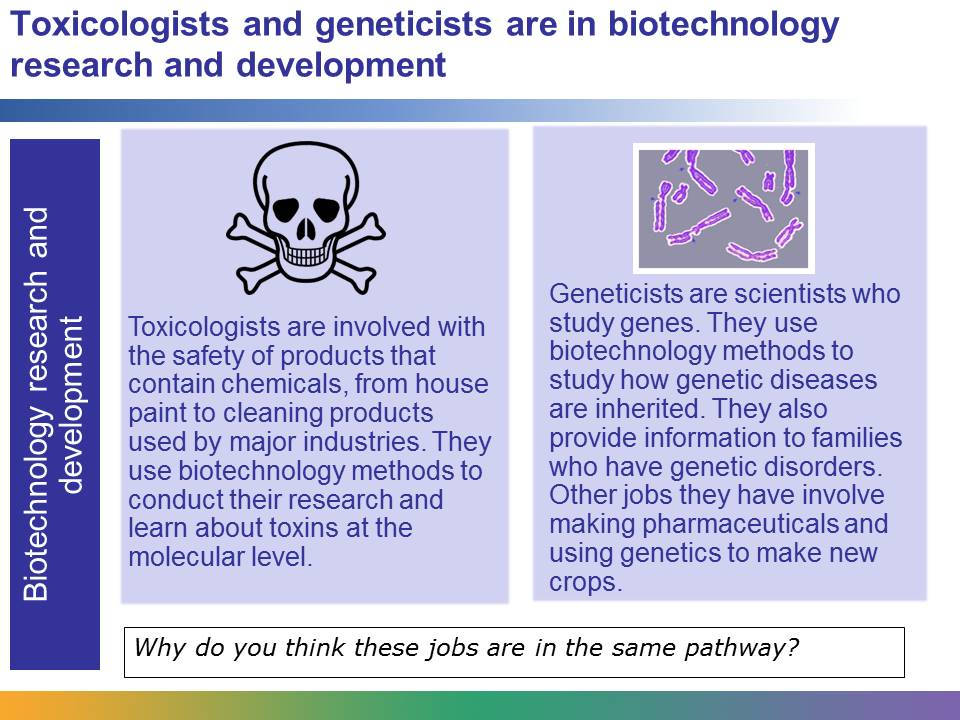 Toxicologists and geneticists are in biotechnology
research and development
Biotechnology research and
development
Toxicologists are involved with
the safety of products that
contain chemicals, from house
paint to cleaning products
used by major industries. They
use biotechnology methods to
conduct their research and
learn about toxins at the
molecular level.
Geneticists are scientists who
study genes. They use
biotechnology methods to
study how genetic diseases
are inherited. They also
provide information to families
who have genetic disorders.
Other jobs they have involve
making pharmaceuticals and
using genetics to make new
crops.
Why do you think these jobs are in the same pathway?